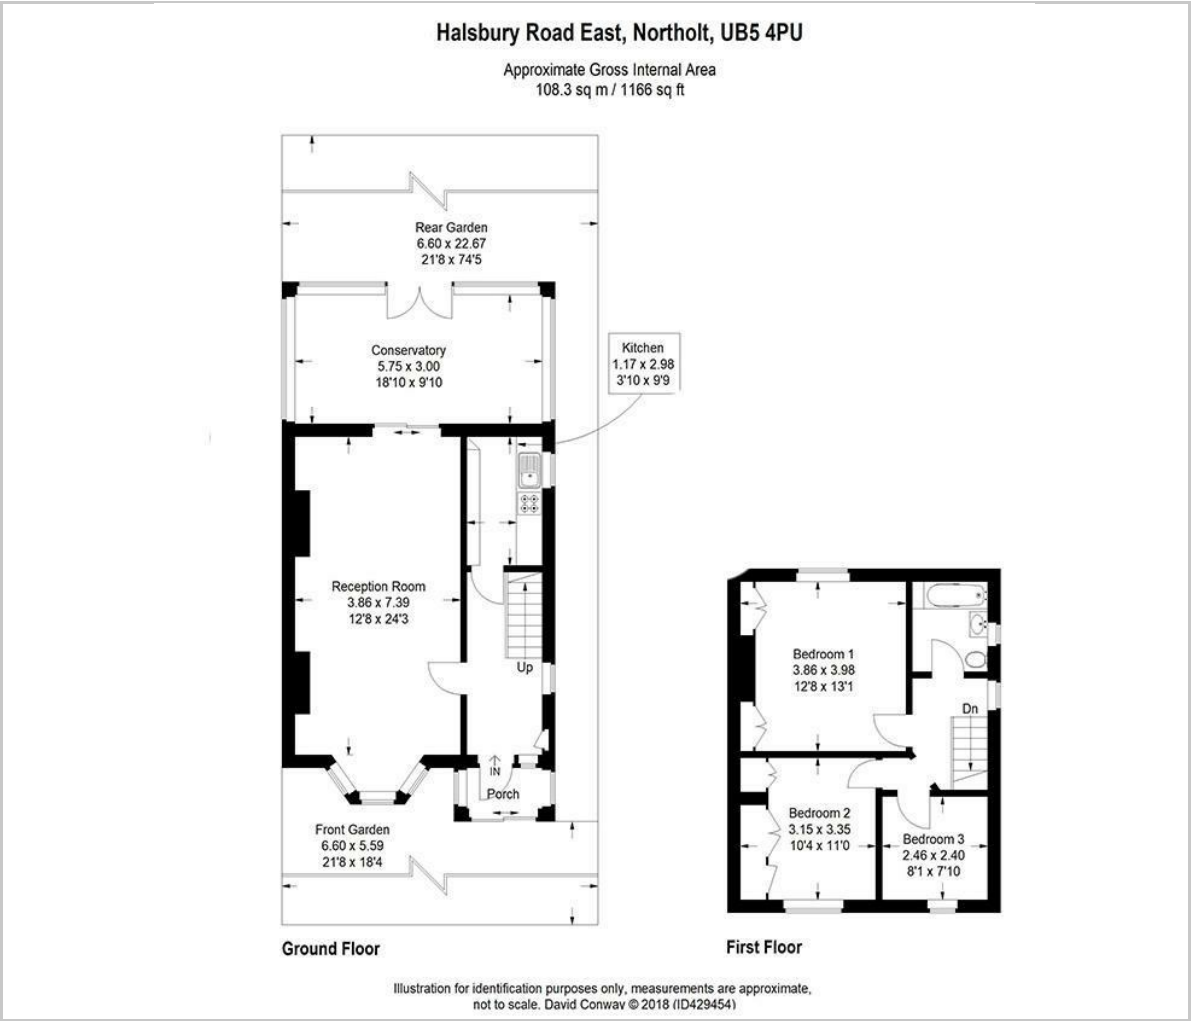 Halsbury Road East, Northolt, UB5 4PU
Approximate Gross Internal Area
108.3 sq m / 1166 sq ft
Rear Garden
6.60 x 22.67
21'8 x 74'5
Conservatory
5.75 x 3.00
18'10 x 9'10
Kitchen
1.17 x 2.98
3'10 x 9'9
Reception Room
3.86 x 7.39
12'8 x 24'3
Up
IN
Porch
Front Garden
6.60 x 5.59
21'8 x 18'4
Ground Floor
Bedroom 1
3.86 x 3.98
12'8 x 13'1
Dn
Bedroom 2
3.15 x 3.35
10'4 x 11'0
Bedroom 3
2.46 x 2.40
8'1 x 7'10
First Floor
Illustration for identification purposes only, measurements are approximate,
not to scale. David Conway © 2018 (ID429454)